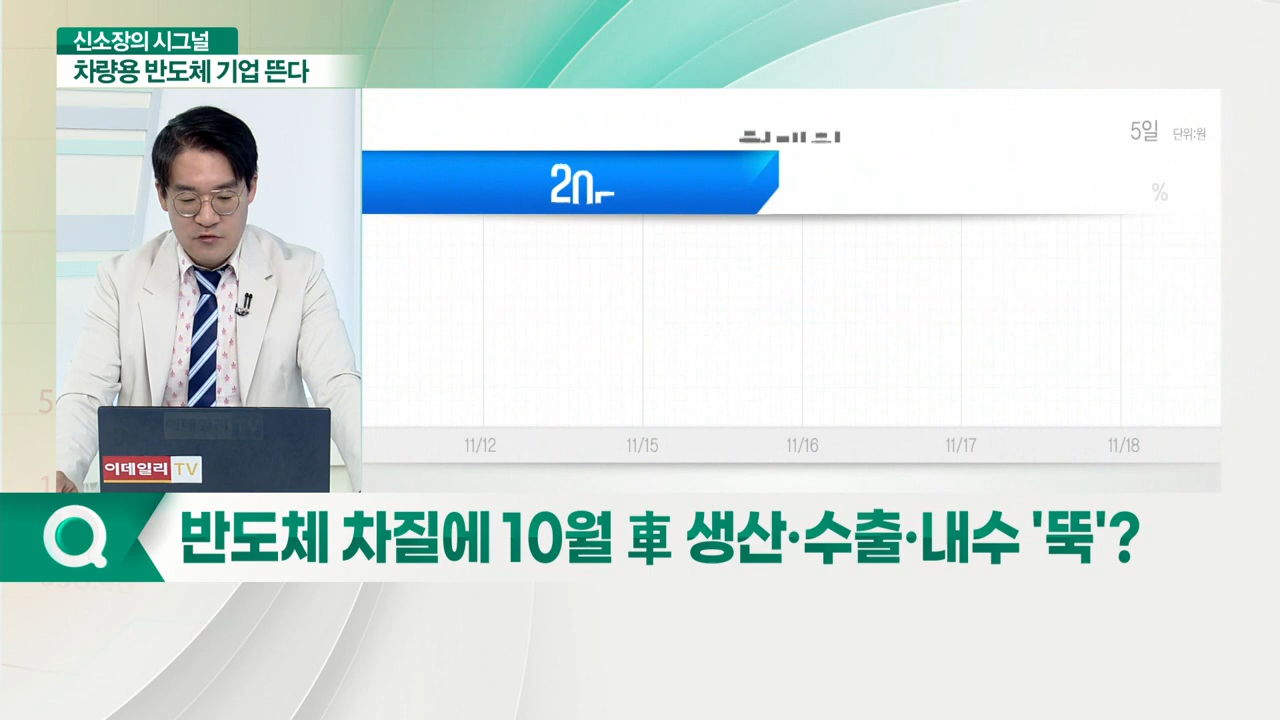 신소장의 시그널
차량용 반도체 기업 뜬다
5일 단위:원
%
11/12 11/15 11/16 11/17 11/18
이데일리 TV
반도체 차질에 10월 車 생산·수출·내수 '뚝'?